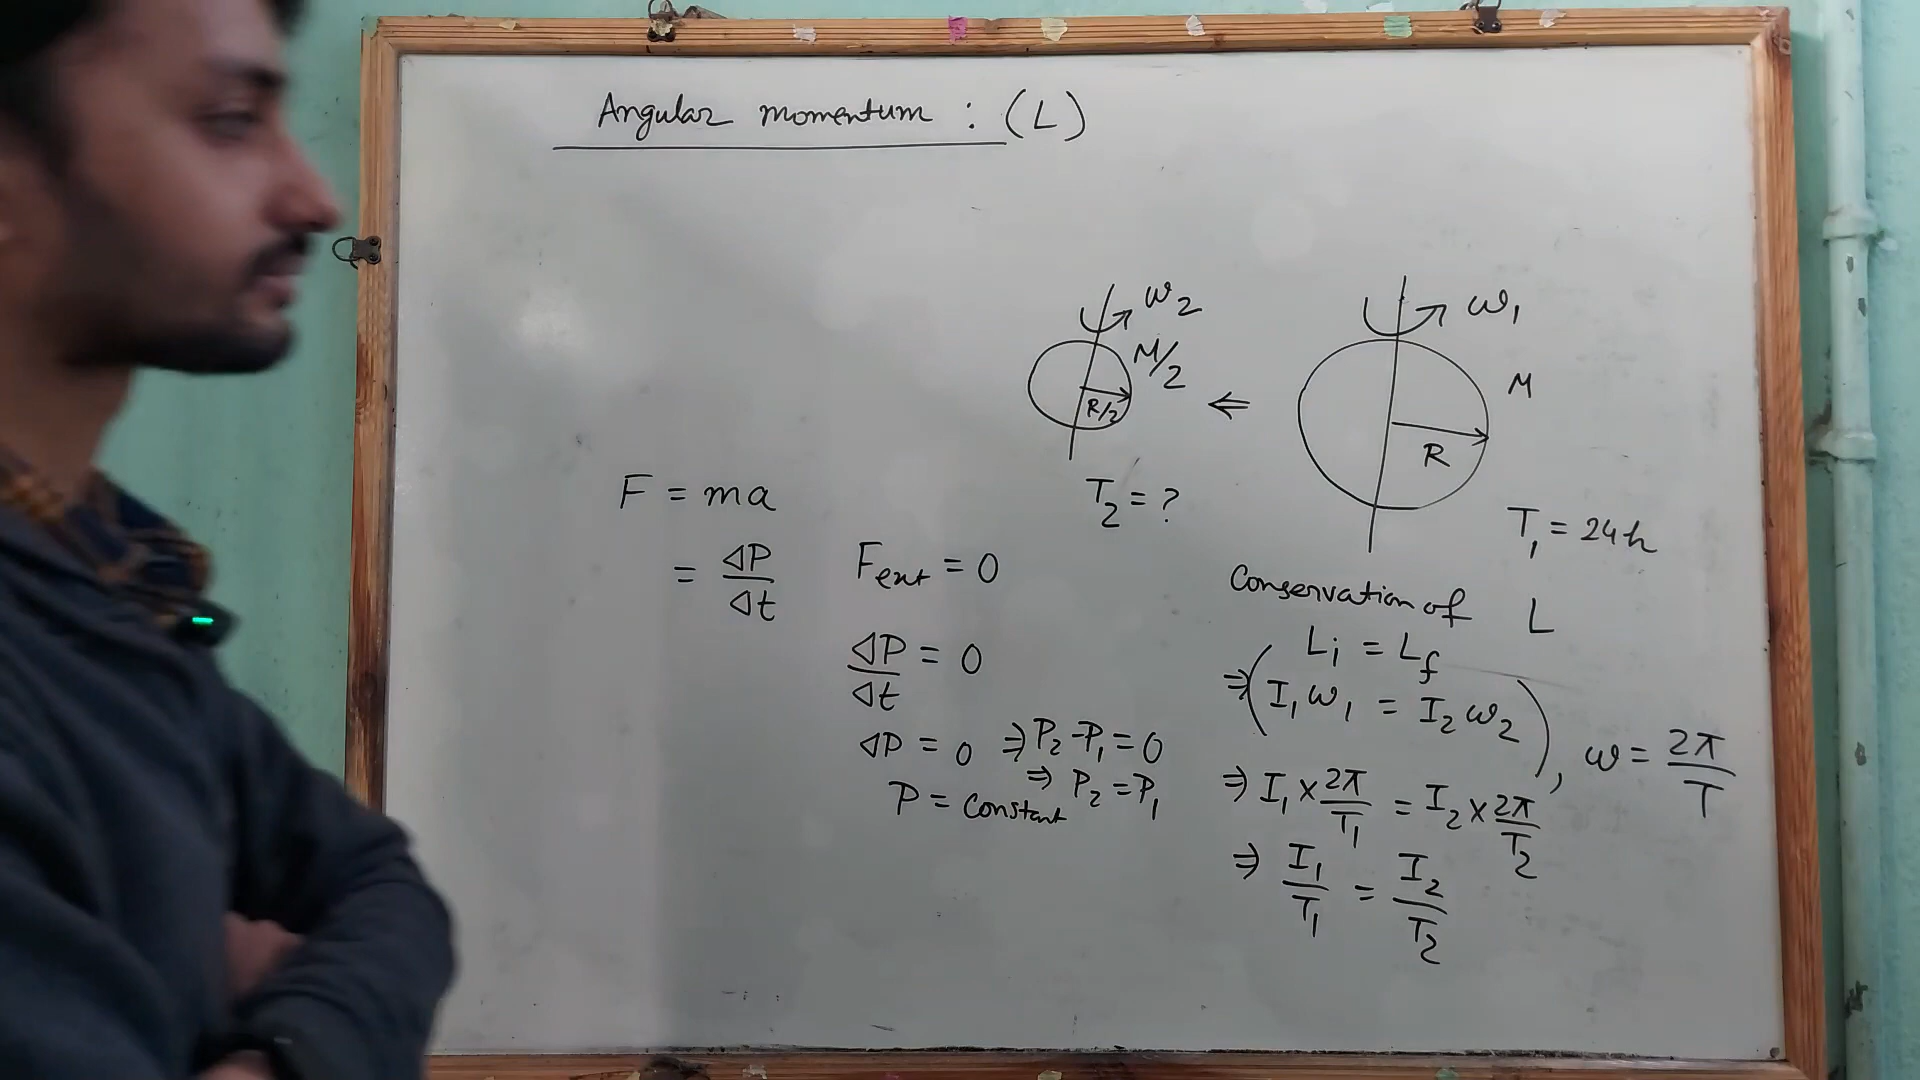 Angular momentum : (L)
ω₂
M/2
R/2
T₂ = ?
⇐
ω₁
M
R
T₁ = 24h
F = ma
= ΔP/Δt
Fext = 0
ΔP/Δt = 0
ΔP = 0 ⇒ P₂ - P₁ = 0
⇒ P₂ = P₁
P = Constant
Conservation of L
Li = Lf
⇒ (I₁ω₁ = I₂ω₂), ω = 2π/T
⇒ I₁ × 2π/T₁ = I₂ × 2π/T₂
⇒ I₁/T₁ = I₂/T₂